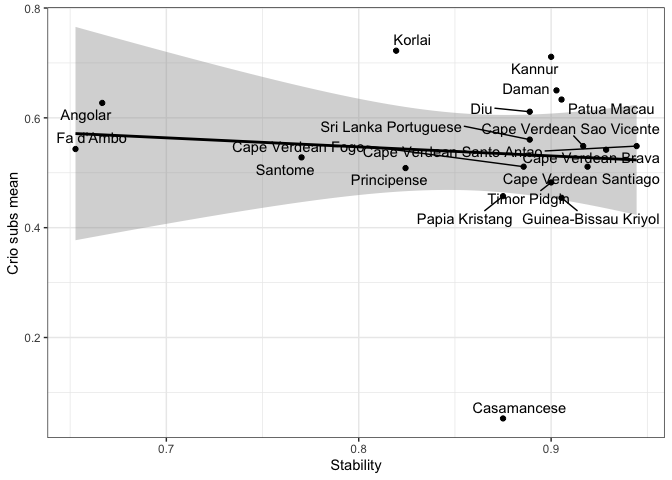 0.8
Korlai
Kannur
Daman
Angolar
Diu
Patua Macau
0.6
Sri Lanka Portuguese
Cape Verdean Sao Vicente
Fa d'Ambo
Cape Verdean Fogo
Cape Verdean Santo Antao
Cape Verdean Brava
Santome
Principense
Cape Verdean Santiago
Timor Pidgin
Papia Kristang
Guinea-Bissau Kriyol
0.4
0.2
Casamancese
Crio subs mean
0.7
0.8
0.9
Stability